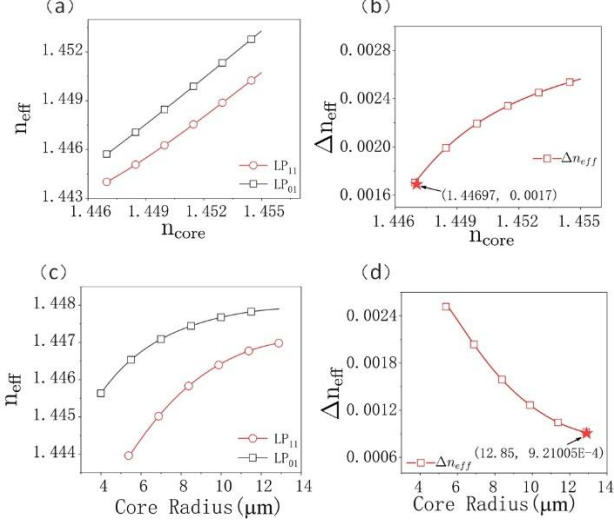 (a)
1.452
1.449
1.446
1.443
n_eff
LP₁₁
LP₀₁
1.446 1.449 1.452 1.455
n_core
(b)
0.0028
0.0024
0.0020
0.0016
Δn_eff
Δn_eff
(1.44697, 0.0017)
1.446 1.449 1.452 1.455
n_core
(c)
1.448
1.447
1.446
1.445
1.444
n_eff
LP₁₁
LP₀₁
4 6 8 10 12 14
Core Radius(μm)
(d)
0.0024
0.0018
0.0012
0.0006
Δn_eff
(12.85, 9.21005E-4)
Δn_eff
4 6 8 10 12 14
Core Radius(μm)